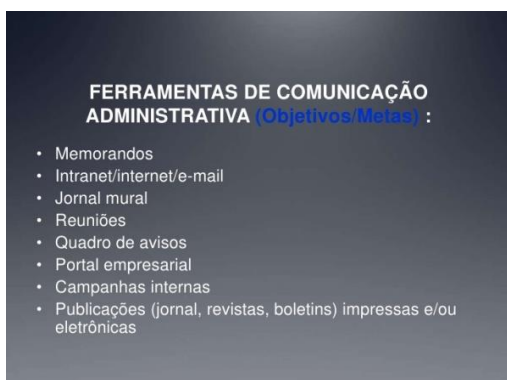 FERRAMENTAS DE COMUNICAÇÃO
ADMINISTRATIVA (Objetivos/Metas) :
• Memorandos
• Intranet/internet/e-mail
• Jornal mural
• Reuniões
• Quadro de avisos
• Portal empresarial
• Campanhas internas
• Publicações (jornal, revistas, boletins) impressas e/ou
eletrônicas